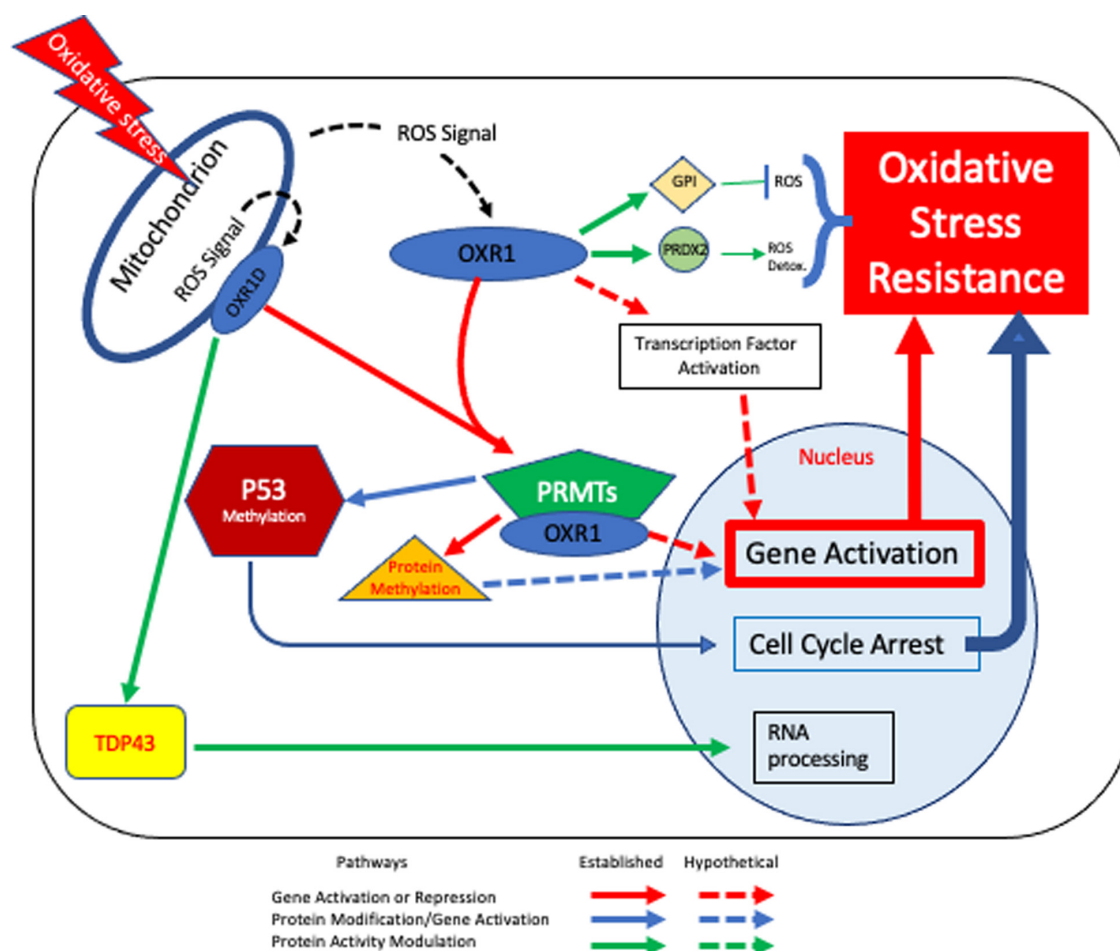 Oxidative stress
Mitochondrion
ROS Signal
OXR1D
ROS Signal
OXR1
GPI
ROS
PRDX2
ROS
Detox.
Oxidative
Stress
Resistance
Transcription Factor
Activation
P53
Methylation
PRMTs
OXR1
Protein
Methylation
Nucleus
Gene Activation
Cell Cycle Arrest
TDP43
RNA
processing
Pathways Established Hypothetical
Gene Activation or Repression
Protein Modification/Gene Activation
Protein Activity Modulation